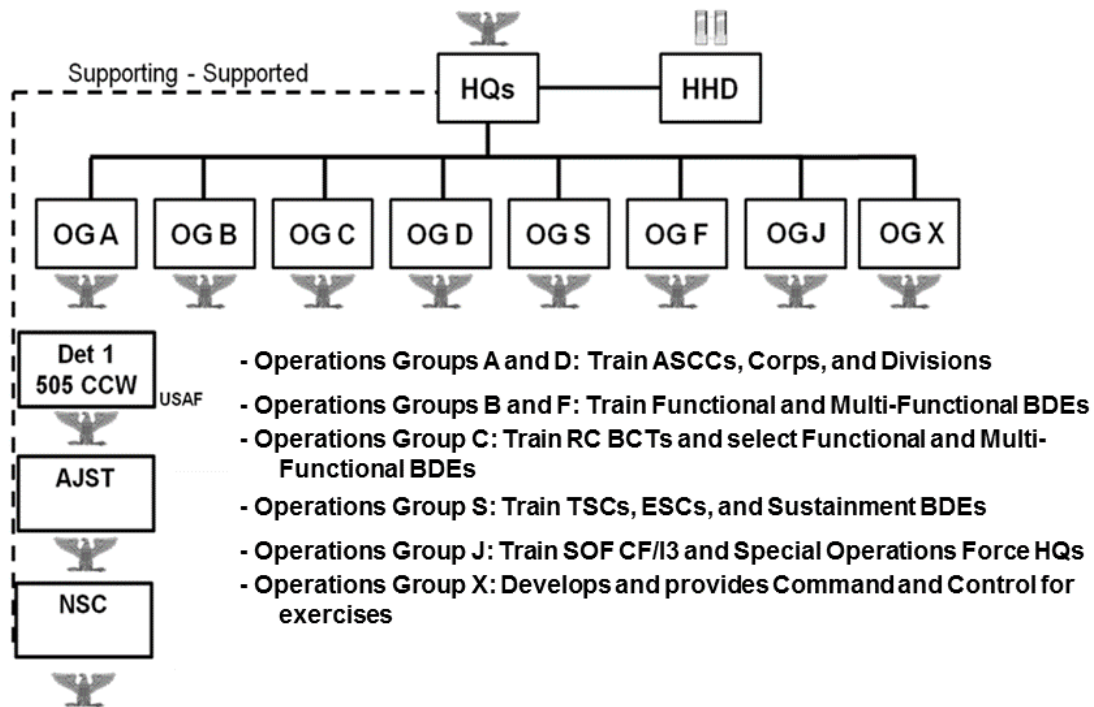 Supporting - Supported
HQs
HHD
OG A
OG B
OG C
OG D
OG S
OG F
OG J
OG X
Det 1
505 CCW
USAF
AJST
NSC
- Operations Groups A and D: Train ASCCs, Corps, and Divisions
- Operations Groups B and F: Train Functional and Multi-Functional BDEs
- Operations Group C: Train RC BCTs and select Functional and Multi-
Functional BDEs
- Operations Group S: Train TSCs, ESCs, and Sustainment BDEs
- Operations Group J: Train SOF CF/I3 and Special Operations Force HQs
- Operations Group X: Develops and provides Command and Control for
exercises